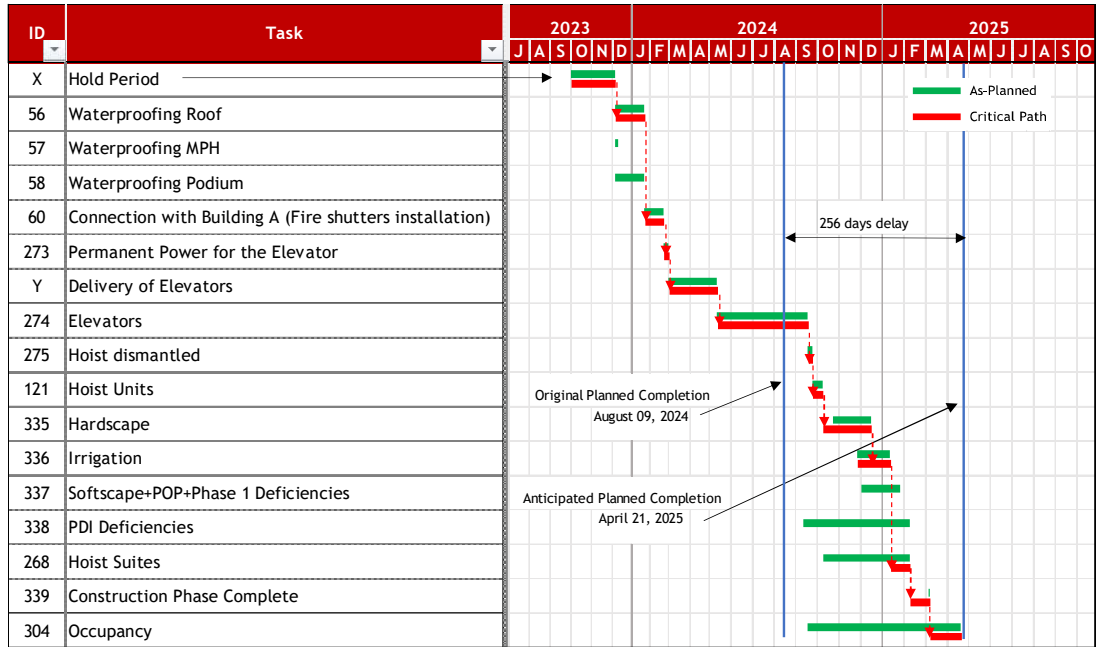 ID Task 2023 2024 2025
J A S O N D J F M A M J J A S O N D J F M A M J J A S O
X Hold Period
As-Planned
56 Waterproofing Roof
Critical Path
57 Waterproofing MPH
58 Waterproofing Podium
60 Connection with Building A (Fire shutters installation)
256 days delay
273 Permanent Power for the Elevator
Y Delivery of Elevators
274 Elevators
275 Hoist dismantled
121 Hoist Units
Original Planned Completion
August 09, 2024
335 Hardscape
336 Irrigation
337 Softscape+POP+Phase 1 Deficiencies
Anticipated Planned Completion
April 21, 2025
338 PDI Deficiencies
268 Hoist Suites
339 Construction Phase Complete
304 Occupancy